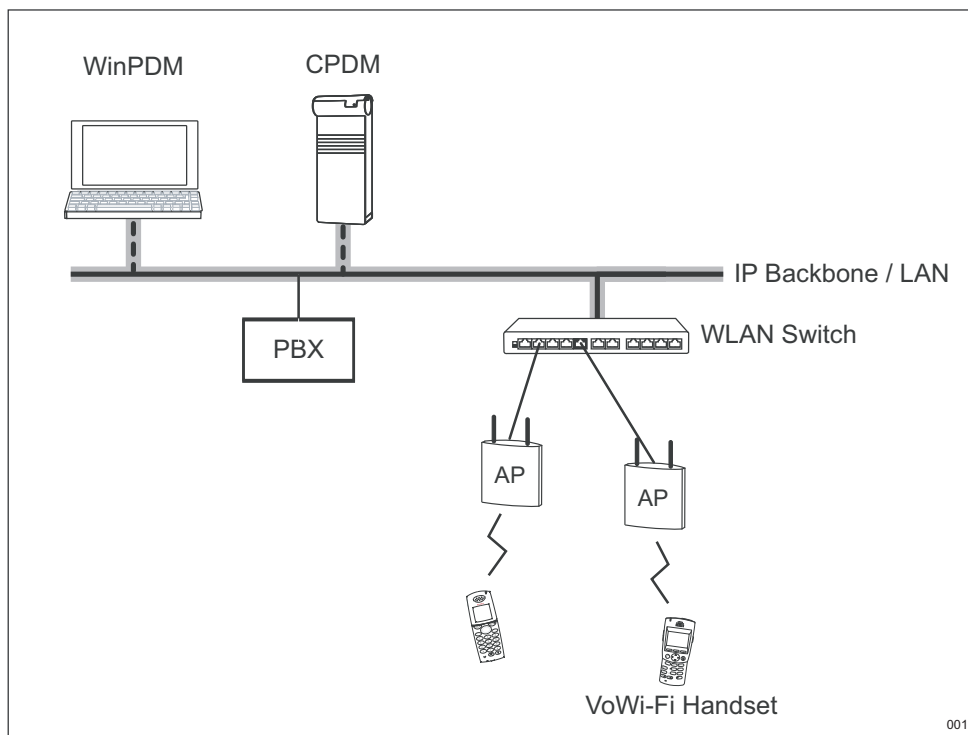 WinPDM
CPDM
IP Backbone / LAN
PBX
WLAN Switch
AP
AP
VoWi-Fi Handset
001